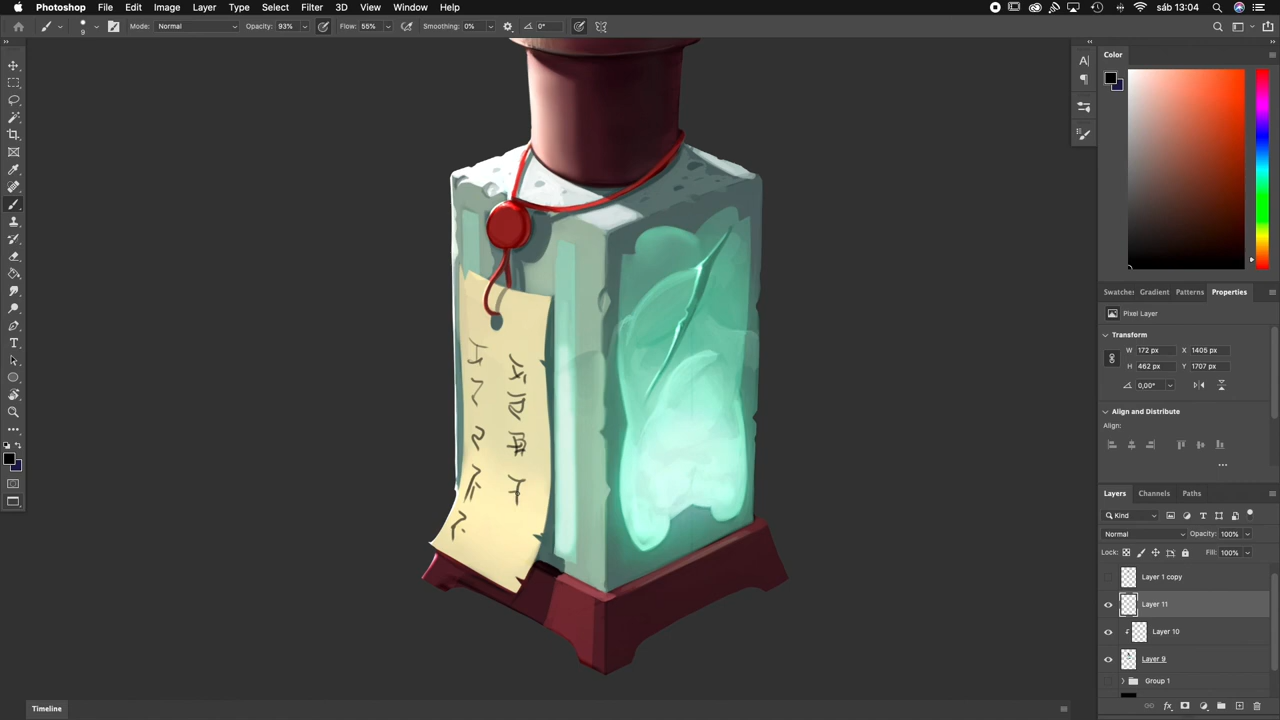 Photoshop File Edit Image Layer Type Select Filter 3D View Window Help sáb 13:04
9 Mode: Normal Opacity: 93% Flow: 55% Smoothing: 0% 0°
Color
Swatche: Gradient Patterns Properties
Pixel Layer
Transform
W 172 px X 1405 px
H 462 px Y 1707 px
0,00°
Align and Distribute
Align:
Layers Channels Paths
Kind
Normal Opacity: 100%
Lock: Fill: 100%
Layer 1 copy
Layer 11
Layer 10
Layer 9
Group 1
Timeline